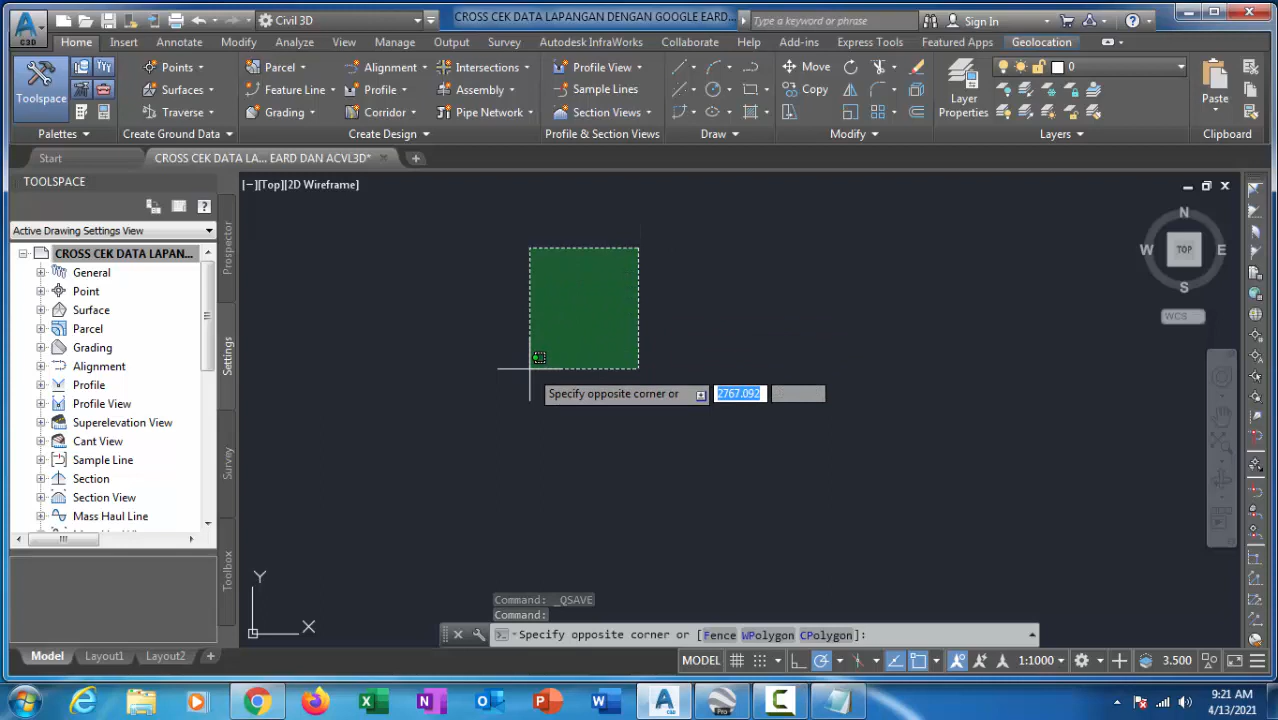 Civil 3D
CROSS CEK DATA LAPANGAN DENGAN GOOGLE EARD...
Type a keyword or phrase
Sign In
C3D
Home Insert Annotate Modify Analyze View Manage Output Survey Autodesk InfraWorks Collaborate Help Add-ins Express Tools Featured Apps Geolocation
Toolspace
Points
Surfaces
Traverse
Parcel
Feature Line
Grading
Alignment
Profile
Corridor
Intersections
Assembly
Pipe Network
Profile View
Sample Lines
Section Views
Move
Copy
Layer
Properties
0
Paste
Palettes
Create Ground Data
Create Design
Profile & Section Views
Draw
Modify
Layers
Clipboard
Start
CROSS CEK DATA LA... EARD DAN ACVL3D*
TOOLSPACE
Active Drawing Settings View
CROSS CEK DATA LAPAN...
General
Point
Surface
Parcel
Grading
Alignment
Profile
Profile View
Superelevation View
Cant View
Sample Line
Section
Section View
Mass Haul Line
Prospector
Settings
Survey
Toolbox
[−][Top][2D Wireframe]
N
W
TOP
E
S
WCS
Specify opposite corner or
2767.092
Y
X
Command: _QSAVE
Command:
Specify opposite corner or [Fence WPolygon CPolygon]:
Model Layout1 Layout2
MODEL
1:1000
3.500
9:21 AM
4/13/2021